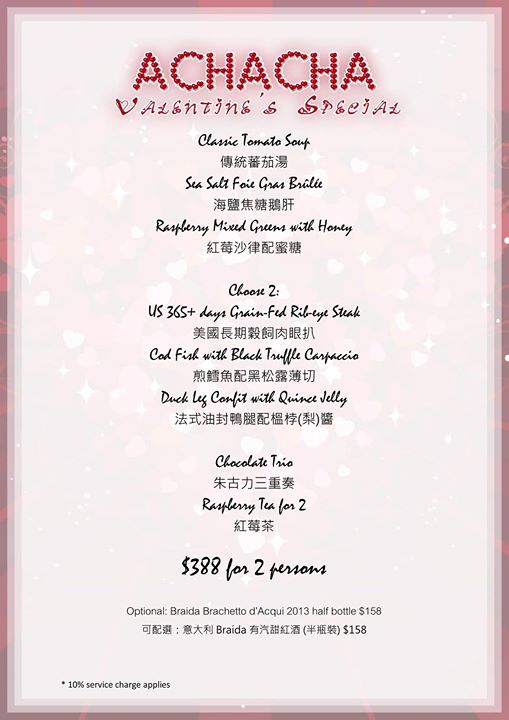 ACHACHA
Valentine's Special
Classic Tomato Soup
傳統蕃茄湯
Sea Salt Foie Gras Brûlée
海鹽焦糖鵝肝
Raspberry Mixed Greens with Honey
紅莓沙律配蜜糖
Choose 2:
US 365+ days Grain-Fed Rib-eye Steak
美國長期穀飼肉眼扒
Cod Fish with Black Truffle Carpaccio
煎鱈魚配黑松露薄切
Duck Leg Confit with Quince Jelly
法式油封鴨腿配榲桲(梨)醬
Chocolate Trio
朱古力三重奏
Raspberry Tea for 2
紅莓茶
$388 for 2 persons
Optional: Braida Brachetto d'Acqui 2013 half bottle $158
可配選：意大利 Braida 有汽甜紅酒 (半瓶裝) $158
* 10% service charge applies